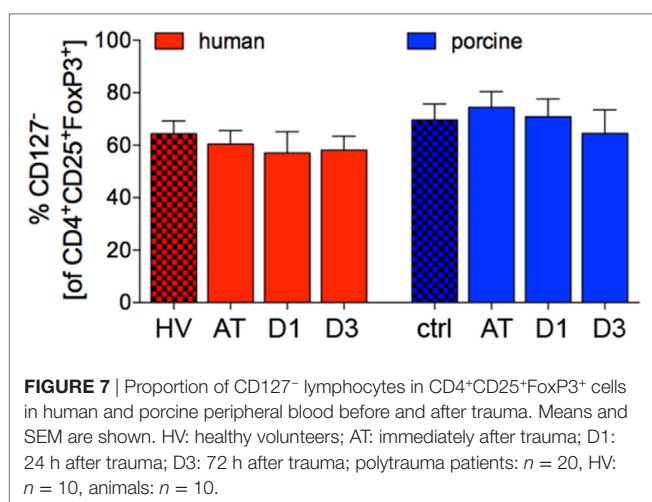 % CD127⁻
[of CD4⁺CD25⁺FoxP3⁺]
100
80
60
40
20
0
human
porcine
HV AT D1 D3 ctrl AT D1 D3
FIGURE 7 | Proportion of CD127⁻ lymphocytes in CD4⁺CD25⁺FoxP3⁺ cells
in human and porcine peripheral blood before and after trauma. Means and
SEM are shown. HV: healthy volunteers; AT: immediately after trauma; D1:
24 h after trauma; D3: 72 h after trauma; polytrauma patients: n = 20, HV:
n = 10, animals: n = 10.